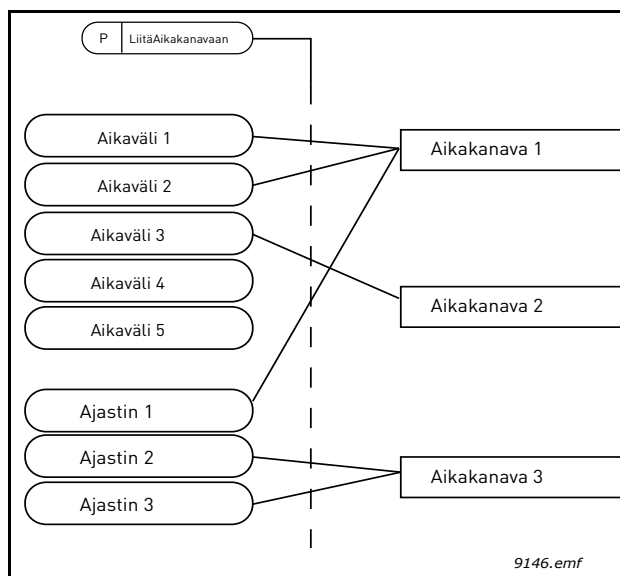 P LiitäAikakanavaan
Aikaväli 1
Aikaväli 2
Aikaväli 3
Aikaväli 4
Aikaväli 5
Ajastin 1
Ajastin 2
Ajastin 3
Aikakanava 1
Aikakanava 2
Aikakanava 3
9146.emf